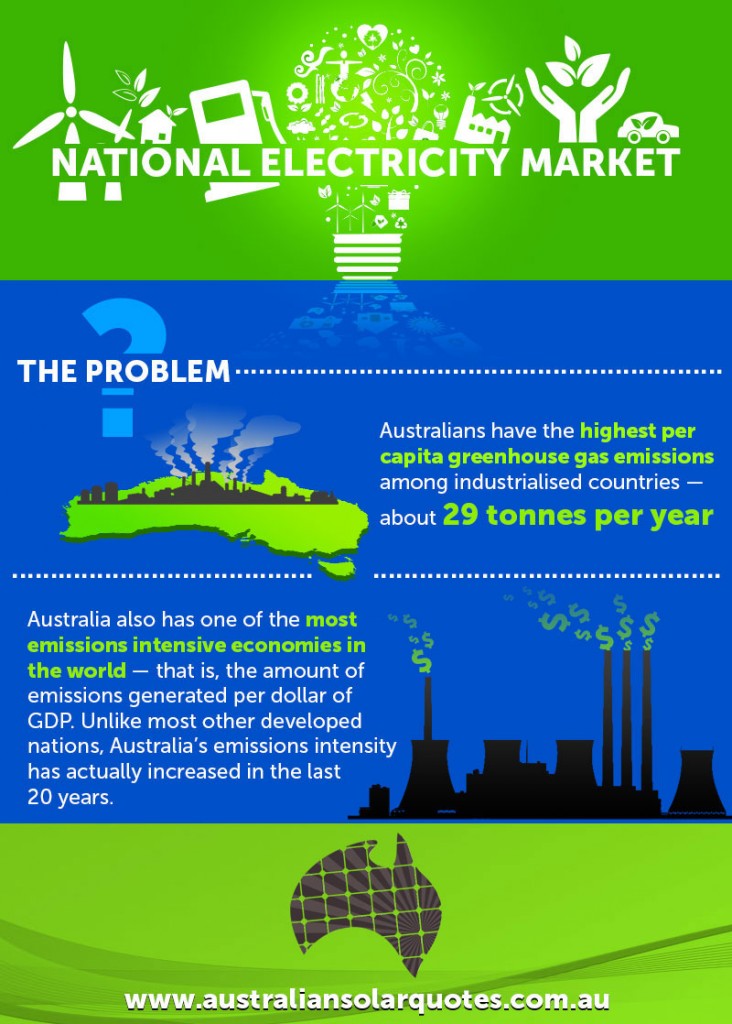 NATIONAL ELECTRICITY MARKET
THE PROBLEM
Australians have the highest per
capita greenhouse gas emissions
among industrialised countries —
about 29 tonnes per year
Australia also has one of the most
emissions intensive economies in
the world — that is, the amount of
emissions generated per dollar of
GDP. Unlike most other developed
nations, Australia's emissions intensity
has actually increased in the last
20 years.
www.australiansolarquotes.com.au